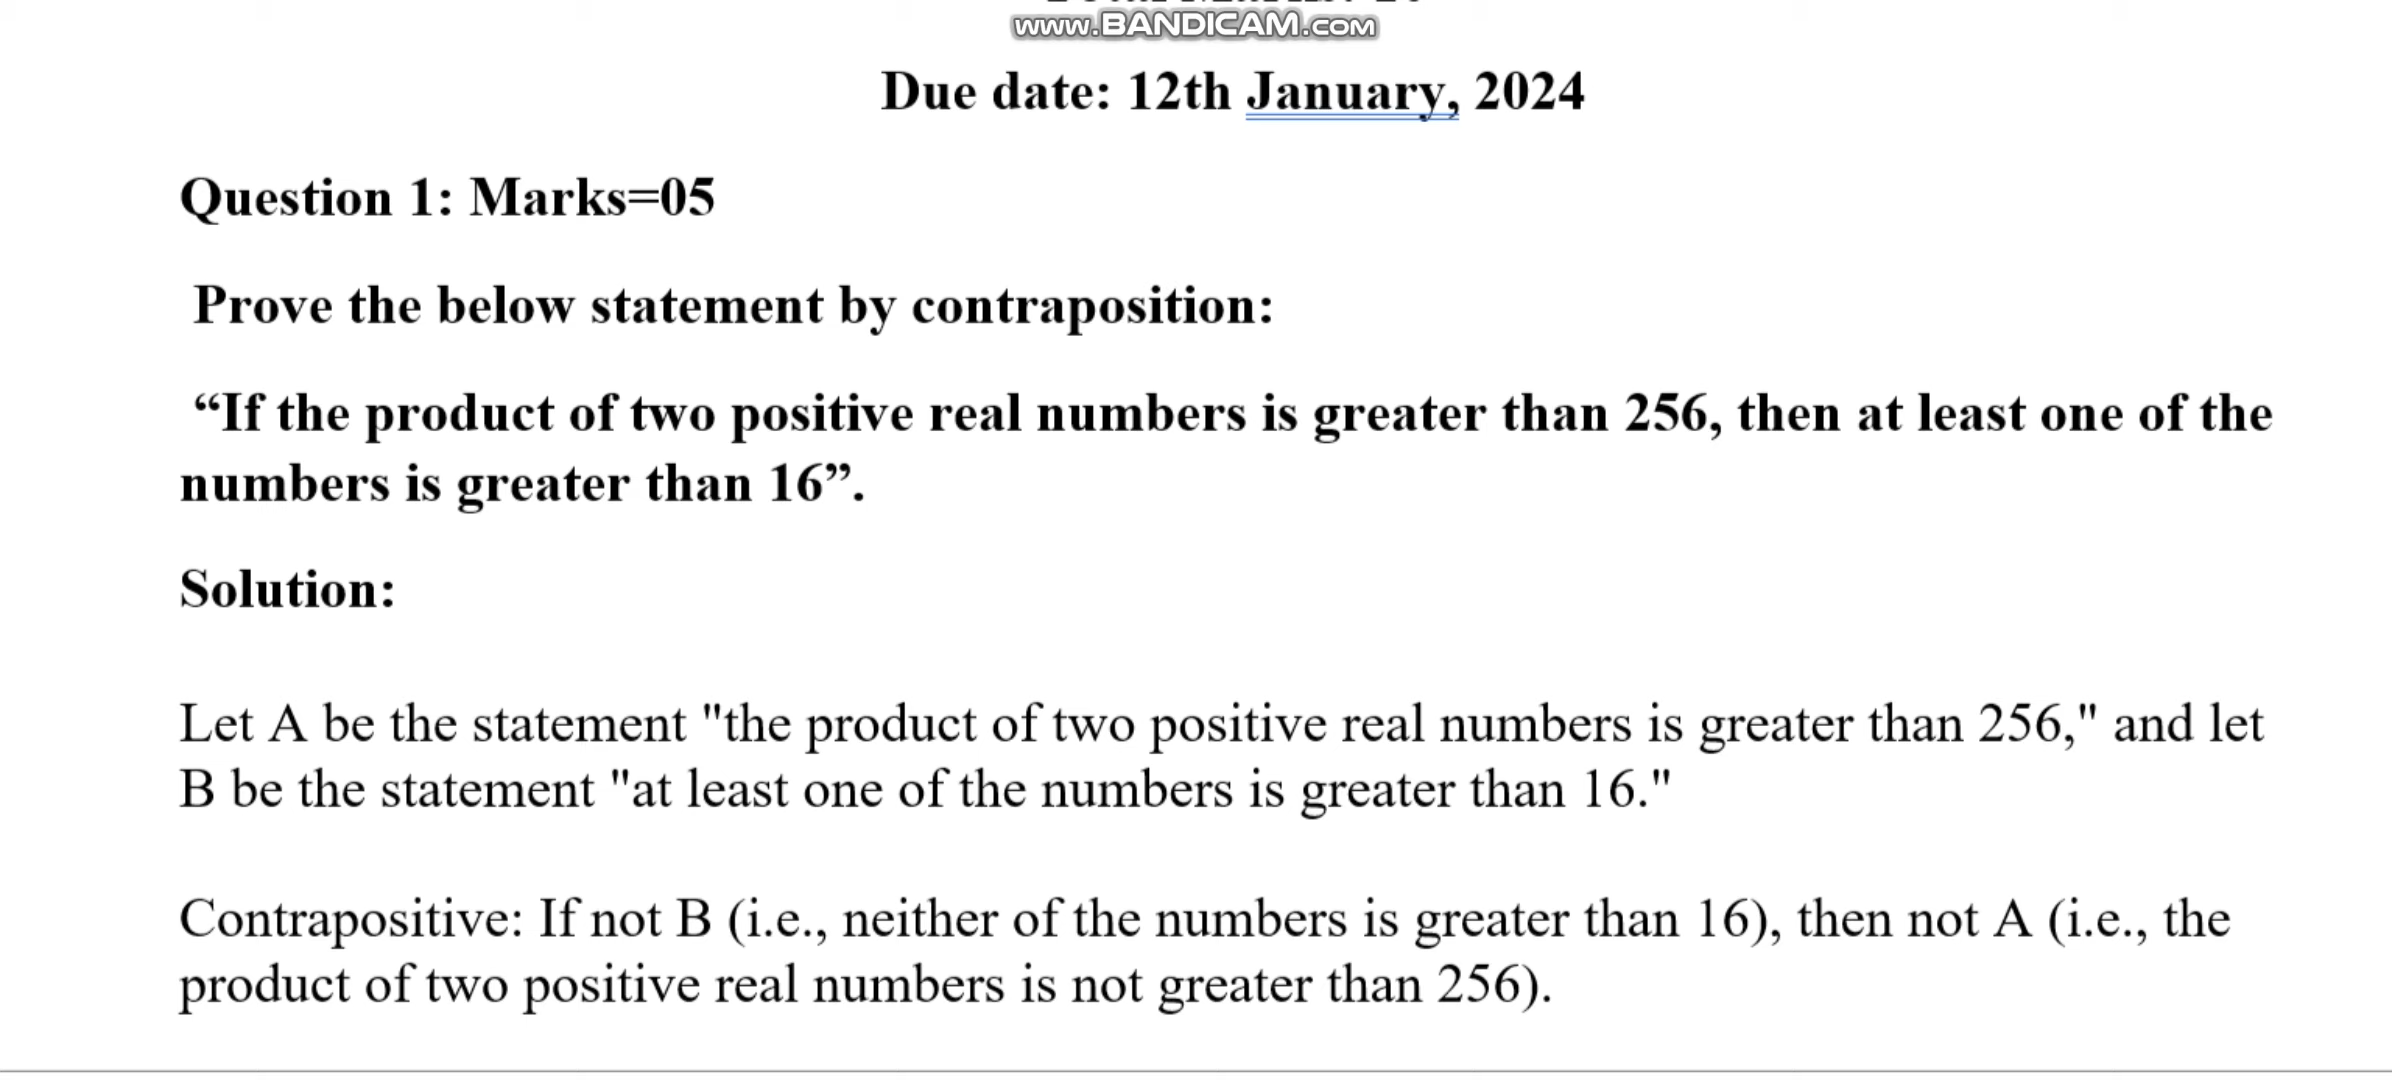 www.BANDICAM.com
Due date: 12th January, 2024
Question 1: Marks=05
Prove the below statement by contraposition:
“If the product of two positive real numbers is greater than 256, then at least one of the
numbers is greater than 16”.
Solution:
Let A be the statement "the product of two positive real numbers is greater than 256," and let
B be the statement "at least one of the numbers is greater than 16."
Contrapositive: If not B (i.e., neither of the numbers is greater than 16), then not A (i.e., the
product of two positive real numbers is not greater than 256).